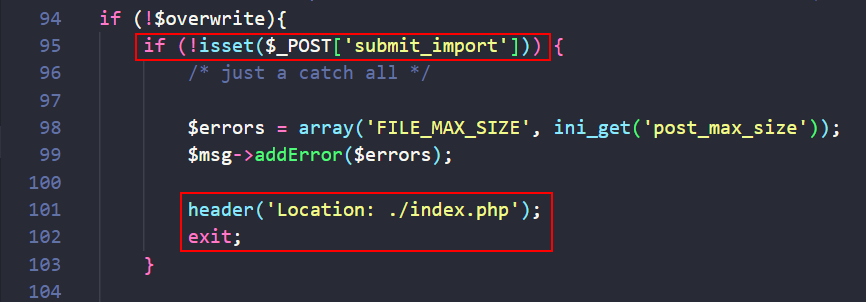 94 if (!$overwrite){
95 if (!isset($_POST['submit_import'])) {
96 /* just a catch all */
97
98 $errors = array('FILE_MAX_SIZE', ini_get('post_max_size'));
99 $msg->addError($errors);
100
101 header('Location: ./index.php');
102 exit;
103 }
104